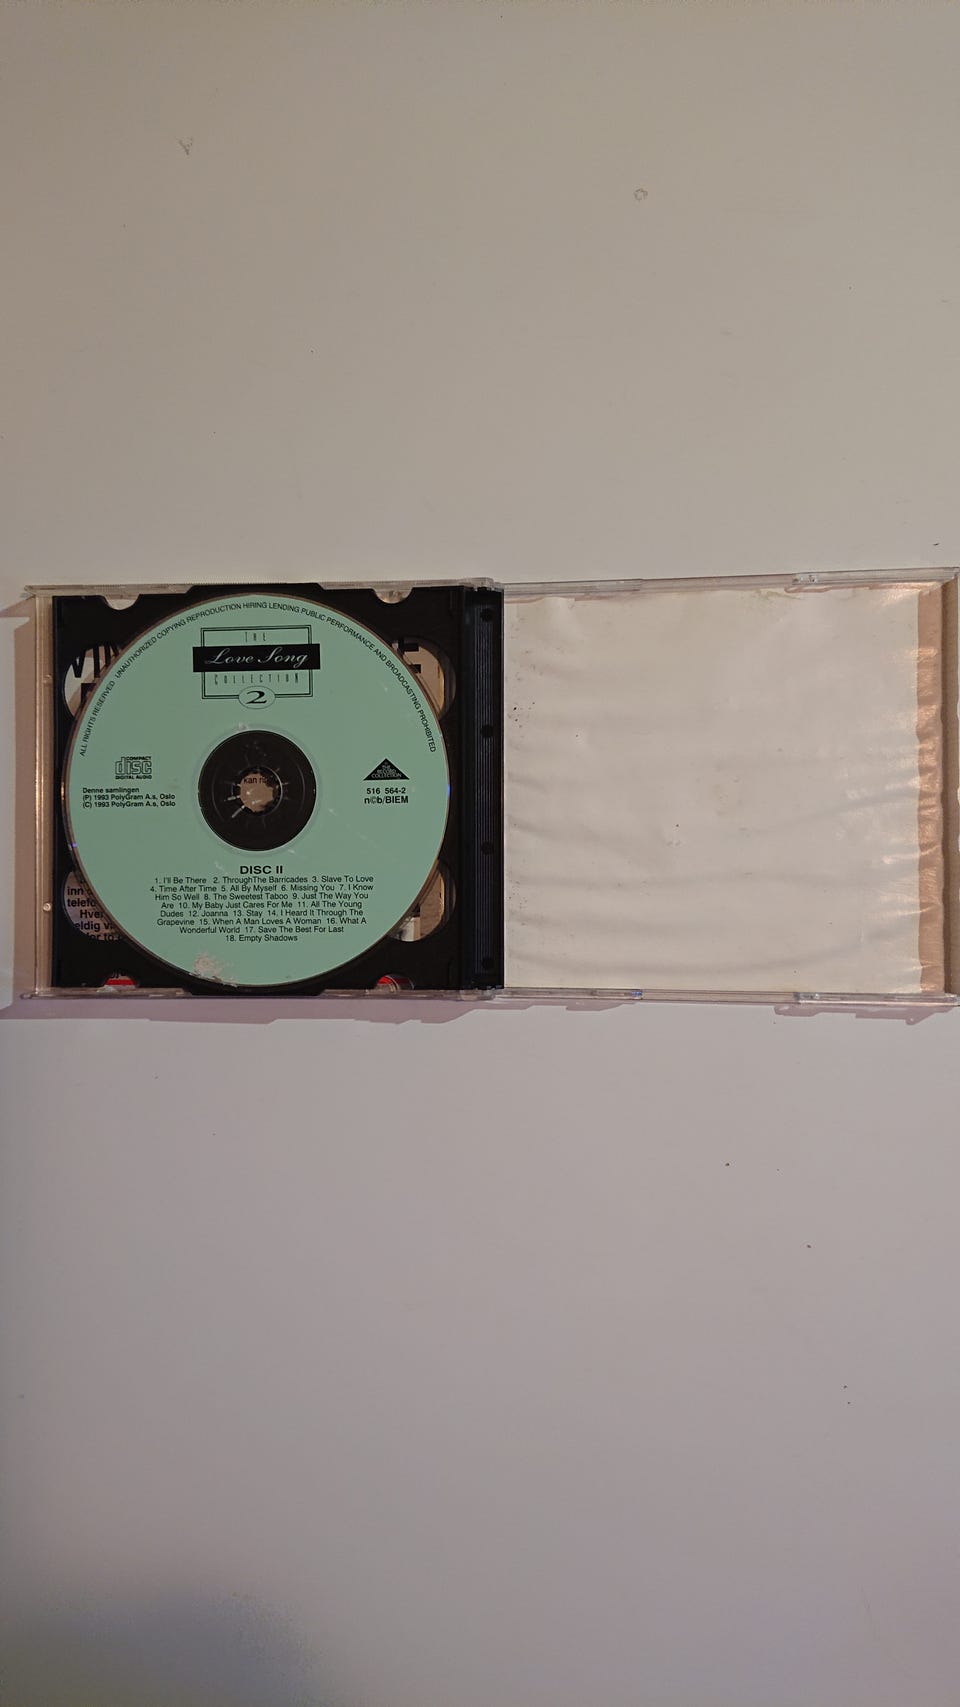 ALL RIGHTS RESERVED UNAUTHORIZED COPYING REPRODUCTION HIRING LENDING PUBLIC PERFORMANCE AND BROADCASTING PROHIBITED
THE
Love Song
COLLECTION
2
COMPACT
disc
DIGITAL AUDIO
Denne samlingen
(P) 1993 PolyGram A.s, Oslo
(C) 1993 PolyGram A.s, Oslo
THE
RECORD
COLLECTION
516 564-2
n©b/BIEM
kan
DISC II
1. I'll Be There 2. ThroughThe Barricades 3. Slave To Love
4. Time After Time 5. All By Myself 6. Missing You 7. I Know
Him So Well 8. The Sweetest Taboo 9. Just The Way You
Are 10. My Baby Just Cares For Me 11. All The Young
Dudes 12. Joanna 13. Stay 14. I Heard It Through The
Grapevine 15. When A Man Loves A Woman 16. What A
Wonderful World 17. Save The Best For Last
18. Empty Shadows
inn